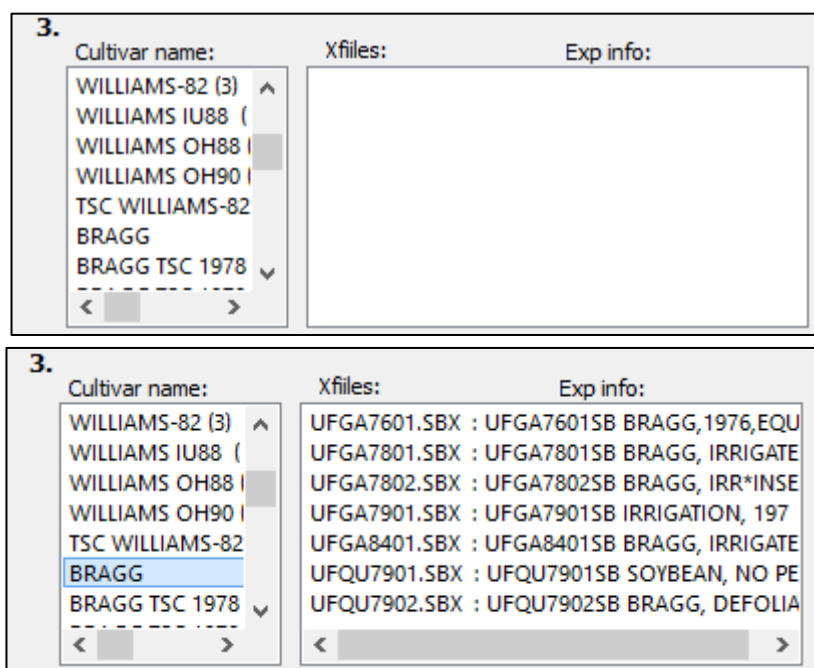 3.
Cultivar name: Xfiiles: Exp info:
WILLIAMS-82 (3)
WILLIAMS IU88 (
WILLIAMS OH88 (
WILLIAMS OH90 (
TSC WILLIAMS-82
BRAGG
BRAGG TSC 1978
3.
Cultivar name: Xfiiles: Exp info:
WILLIAMS-82 (3) UFGA7601.SBX : UFGA7601SB BRAGG,1976,EQU
WILLIAMS IU88 ( UFGA7801.SBX : UFGA7801SB BRAGG, IRRIGATE
WILLIAMS OH88 ( UFGA7802.SBX : UFGA7802SB BRAGG, IRR*INSE
WILLIAMS OH90 ( UFGA7901.SBX : UFGA7901SB IRRIGATION, 197
TSC WILLIAMS-82 UFGA8401.SBX : UFGA8401SB BRAGG, IRRIGATE
BRAGG UFQU7901.SBX : UFQU7901SB SOYBEAN, NO PE
BRAGG TSC 1978 UFQU7902.SBX : UFQU7902SB BRAGG, DEFOLIA